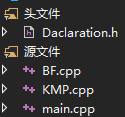 头文件
Daclaration.h
源文件
BF.cpp
KMP.cpp
main.cpp